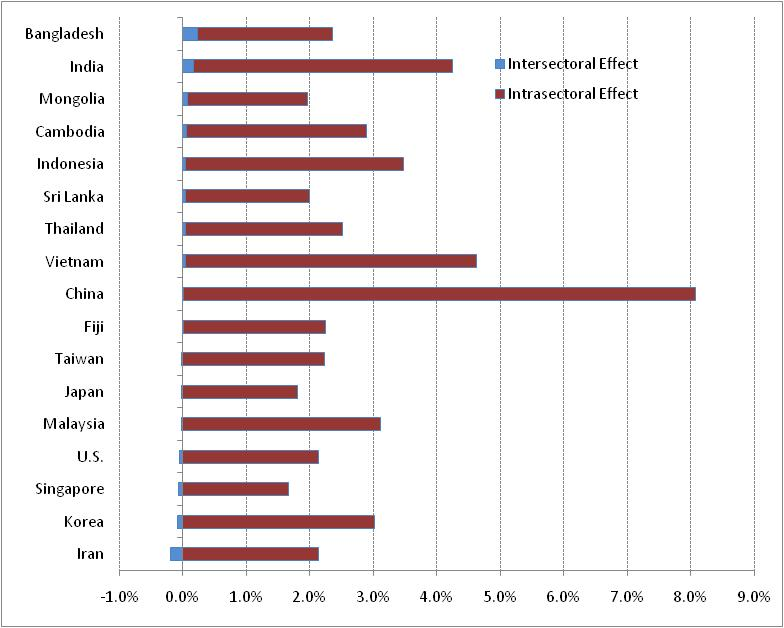 Bangladesh
India
Mongolia
Cambodia
Indonesia
Sri Lanka
Thailand
Vietnam
China
Fiji
Taiwan
Japan
Malaysia
U.S.
Singapore
Korea
Iran
Intersectoral Effect
Intrasectoral Effect
-1.0% 0.0% 1.0% 2.0% 3.0% 4.0% 5.0% 6.0% 7.0% 8.0% 9.0%